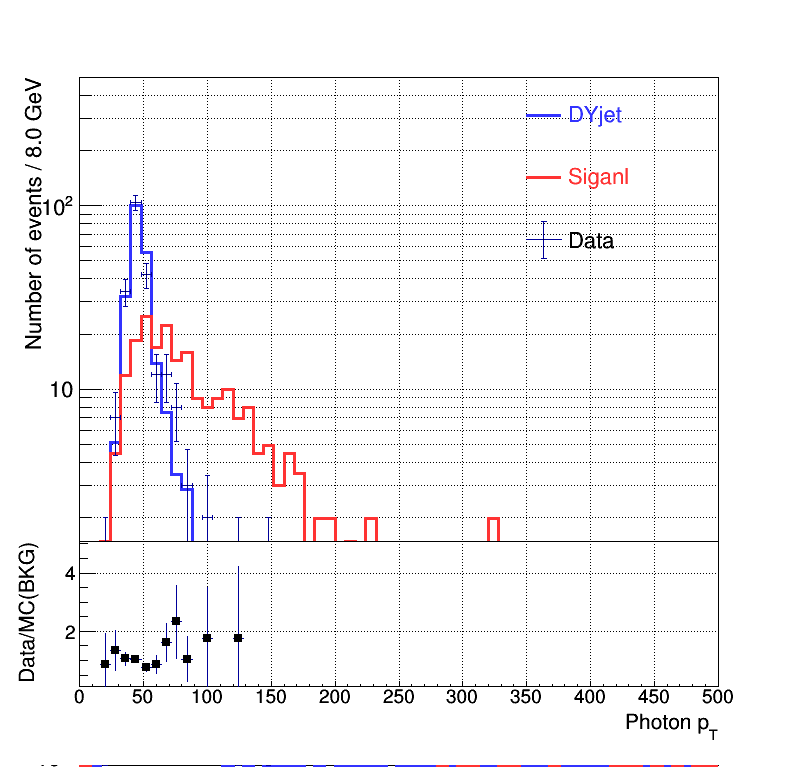 Number of events / 8.0 GeV
10²
10
DYjet
Siganl
Data
Data/MC(BKG)
4
2
0 50 100 150 200 250 300 350 400 450 500
Photon pT